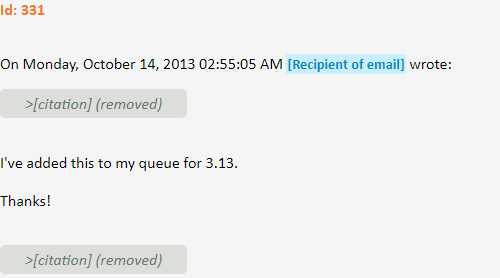 Id: 331
On Monday, October 14, 2013 02:55:05 AM [Recipient of email] wrote:
>[citation] (removed)
I've added this to my queue for 3.13.
Thanks!
>[citation] (removed)